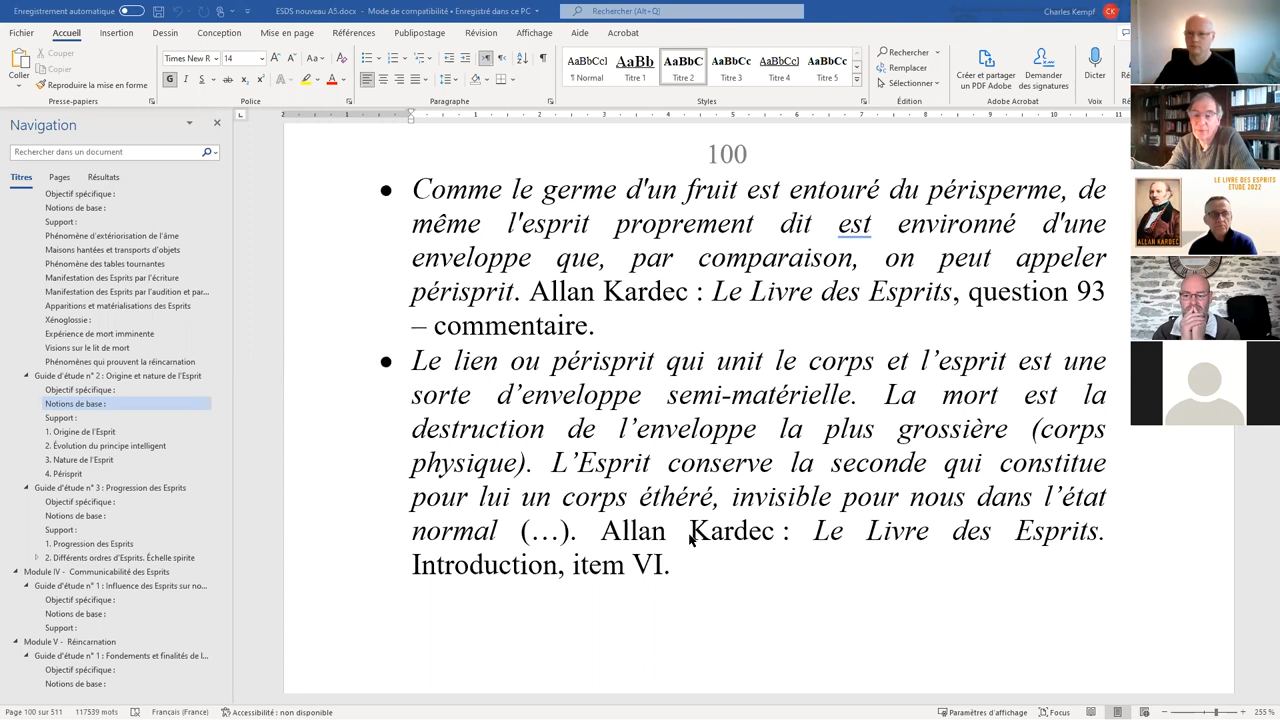 Enregistrement automatique
ESDS nouveau A5.docx - Mode de compatibilité • Enregistré dans ce PC
Rechercher (Alt+Q)
Charles Kempf
CK
Fichier
Accueil
Insertion
Dessin
Conception
Mise en page
Références
Publipostage
Révision
Affichage
Aide
Acrobat
Coller
Couper
Copier
Reproduire la mise en forme
Presse-papiers
Times New R
14
Police
Paragraphe
AaBbCcI
¶ Normal
AaBb
Titre 1
AaBbC
Titre 2
AaBbCc
Titre 3
AaBbCcI
Titre 4
AaBbCc
Titre 5
Styles
Rechercher
Remplacer
Sélectionner
Édition
Créer et partager
un PDF Adobe
Demander
des signatures
Adobe Acrobat
Dicter
Voix
Navigation
Rechercher dans un document
Titres
Pages
Résultats
Objectif spécifique :
Notions de base :
Support :
Phénomène d'extériorisation de l'âme
Maisons hantées et transports d'objets
Phénomène des tables tournantes
Manifestation des Esprits par l'écriture
Manifestation des Esprits par l'audition et par...
Apparitions et matérialisations des Esprits
Xénoglossie :
Expérience de mort imminente
Visions sur le lit de mort
Phénomènes qui prouvent la réincarnation
Guide d'étude n° 2 : Origine et nature de l'Esprit
Objectif spécifique :
Notions de base :
Support :
1. Origine de l'Esprit
2. Évolution du principe intelligent
3. Nature de l'Esprit
4. Périsprit
Guide d'étude n° 3 : Progression des Esprits
Objectif spécifique :
Notions de base :
Support :
1. Progression des Esprits
2. Différents ordres d'Esprits. Échelle spirite
Module IV - Communicabilité des Esprits
Guide d'étude n° 1 : Influence des Esprits sur no...
Objectif spécifique :
Notions de base :
Support :
Module V - Réincarnation
Guide d'étude n° 1 : Fondements et finalités de l...
Objectif spécifique :
Notions de base :
100
• Comme le germe d'un fruit est entouré du périsperme, de
même l'esprit proprement dit est environné d'une
enveloppe que, par comparaison, on peut appeler
périsprit. Allan Kardec : Le Livre des Esprits, question 93
– commentaire.
• Le lien ou périsprit qui unit le corps et l’esprit est une
sorte d’enveloppe semi-matérielle. La mort est la
destruction de l’enveloppe la plus grossière (corps
physique). L’Esprit conserve la seconde qui constitue
pour lui un corps éthéré, invisible pour nous dans l’état
normal (…). Allan Kardec : Le Livre des Esprits.
Introduction, item VI.
LE LIVRE DES ESPRITS
ETUDE 2022
ALLAN KARDEC
Page 100 sur 511
117539 mots
Français (France)
Accessibilité : non disponible
Paramètres d'affichage
Focus
255 %